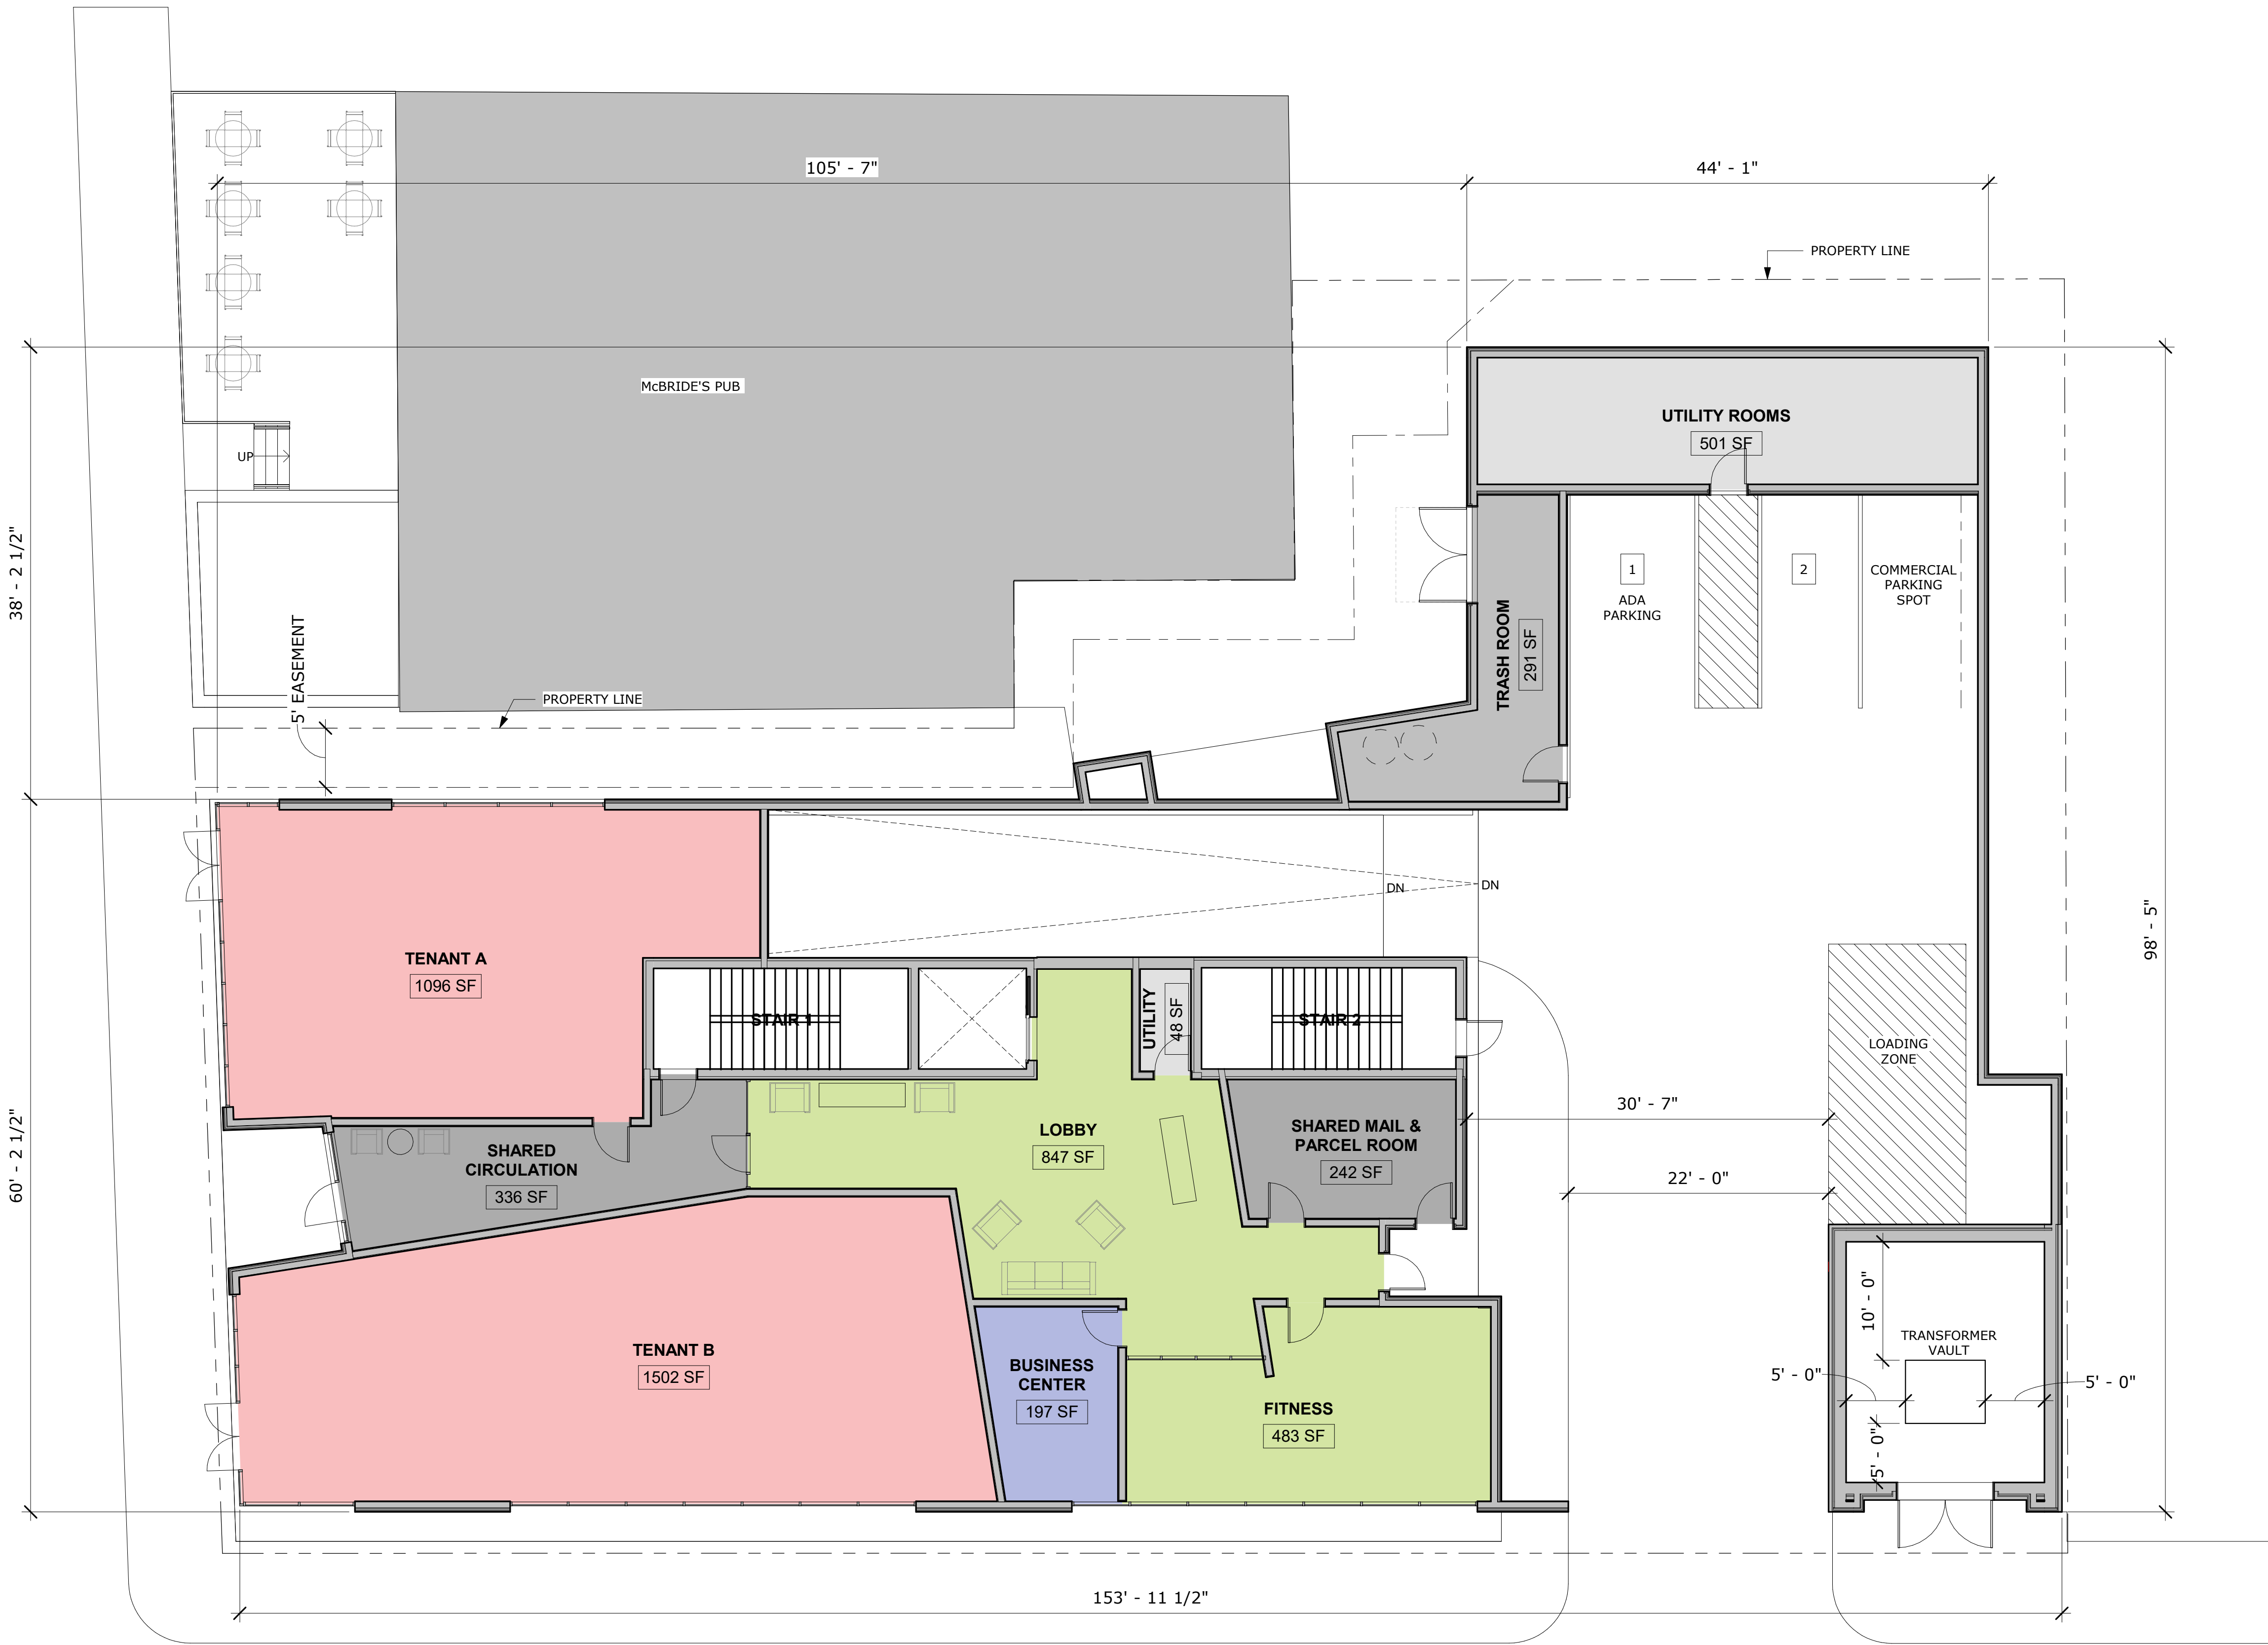 105' - 7"
44' - 1"
PROPERTY LINE
McBRIDE'S PUB
UTILITY ROOMS
501 SF
UP
38' - 2 1/2"
5' EASEMENT
PROPERTY LINE
TRASH ROOM
291 SF
1
ADA
PARKING
2
COMMERCIAL
PARKING
SPOT
DN
DN
98' - 5"
TENANT A
1096 SF
STAIR 1
UTILITY
48 SF
STAIR 2
LOADING
ZONE
60' - 2 1/2"
SHARED
CIRCULATION
336 SF
LOBBY
847 SF
SHARED MAIL &
PARCEL ROOM
242 SF
30' - 7"
22' - 0"
TENANT B
1502 SF
BUSINESS
CENTER
197 SF
FITNESS
483 SF
10' - 0"
TRANSFORMER
VAULT
5' - 0"
5' - 0"
5' - 0"
153' - 11 1/2"